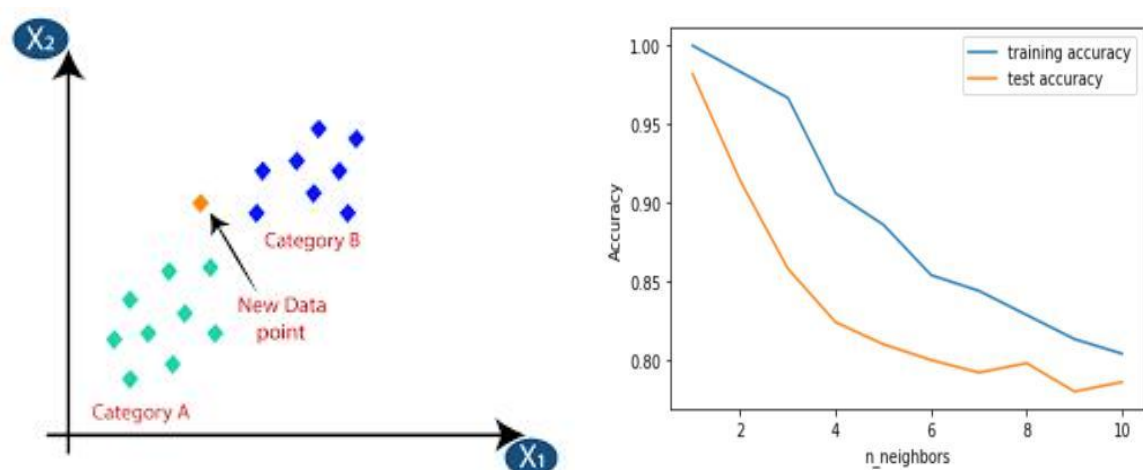 X₂
Category B
New Data
point
Category A
X₁
training accuracy
test accuracy
1.00
0.95
0.90
0.85
0.80
Accuracy
2 4 6 8 10
n_neighbors